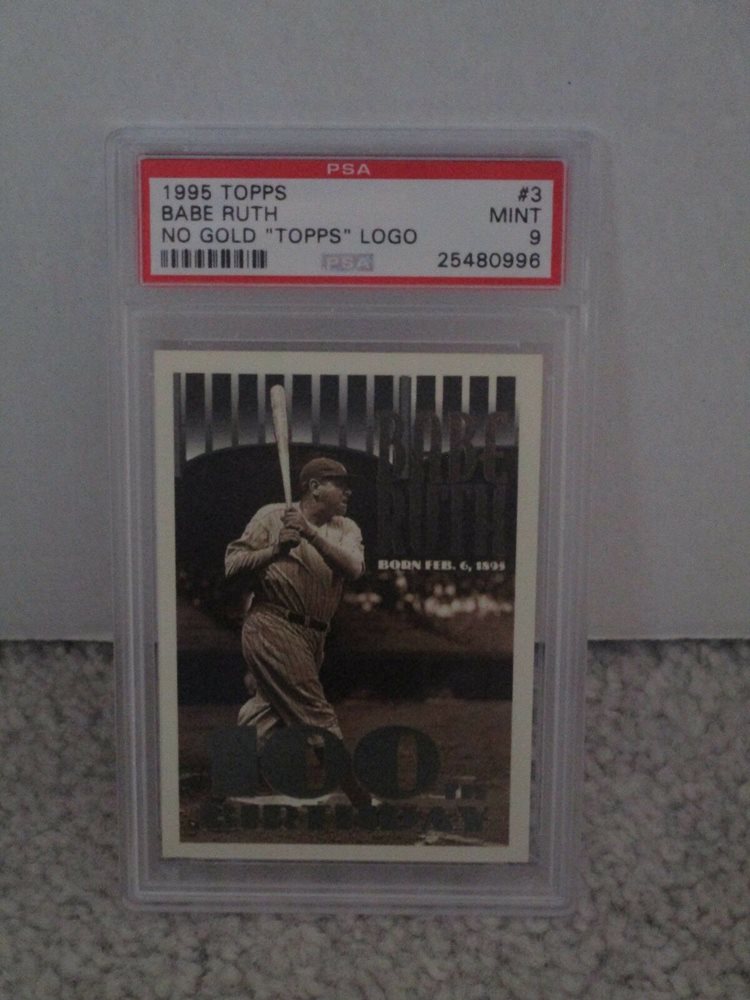 PSA
1995 TOPPS #3
BABE RUTH MINT
NO GOLD "TOPPS" LOGO 9
PSA 25480996
BABE
RUTH
BORN FEB. 6, 1895
100TH
BIRTHDAY